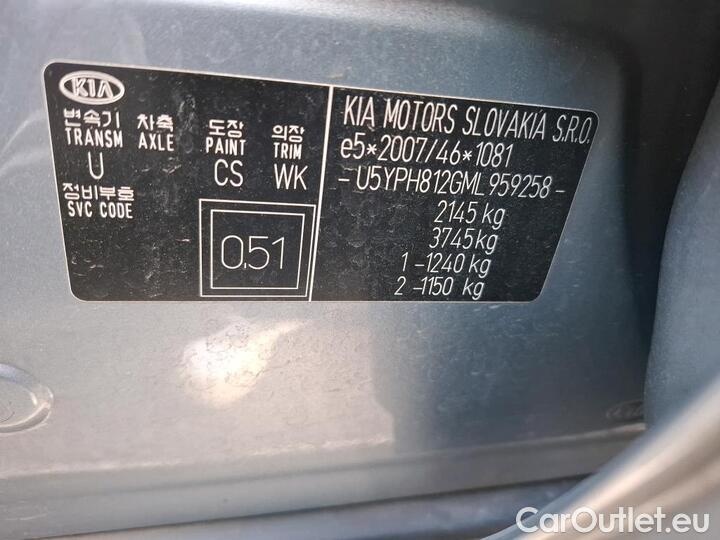 KIA
변속기 차축 도장 의장
TRANSM AXLE PAINT TRIM
U CS WK
정비부호
SVC CODE
0.51
KIA MOTORS SLOVAKIA S.R.O.
e5*2007/46*1081
-U5YPH812GML959258-
2145 kg
3745kg
1 -1240 kg
2 -1150 kg
CarOutlet.eu